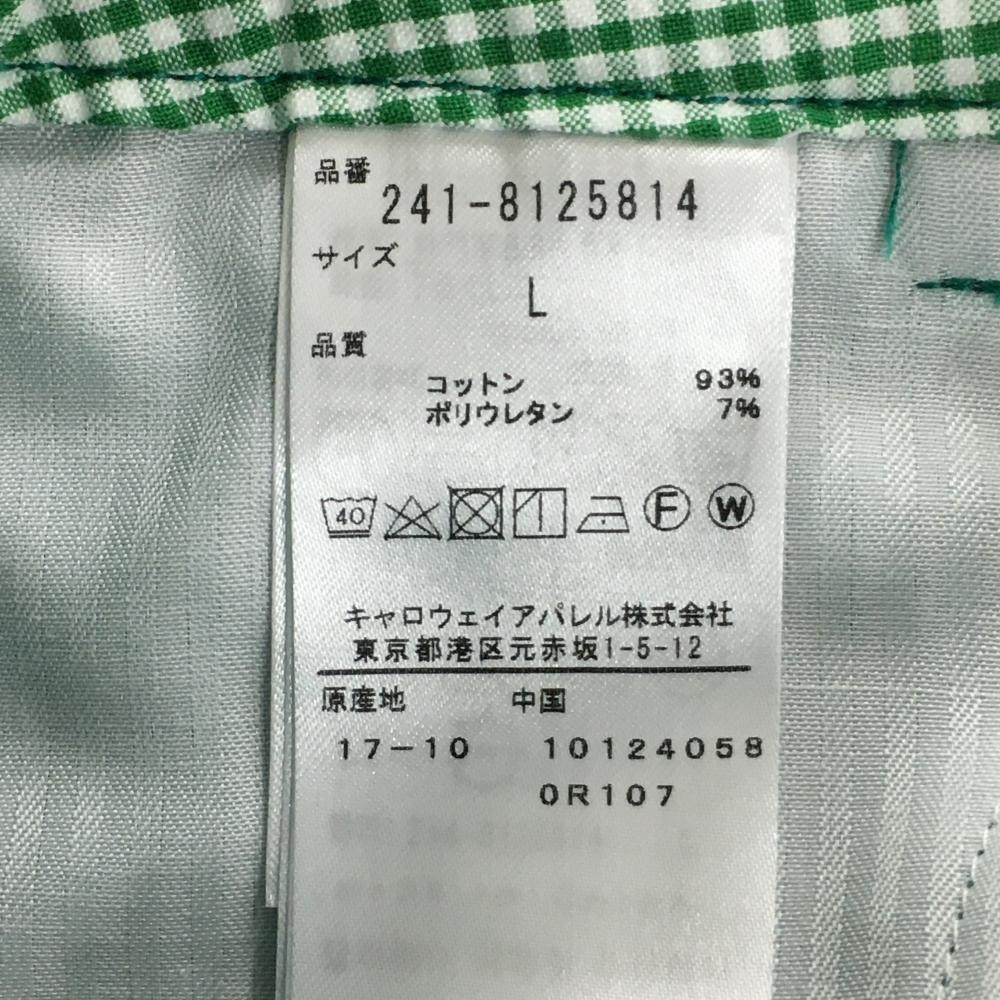 品番
241-8125814
サイズ
L
品質
コットン 93%
ポリウレタン 7%
40 F W
キャロウェイアパレル株式会社
東京都港区元赤坂1-5-12
原産地 中国
17-10 10124058
0R107